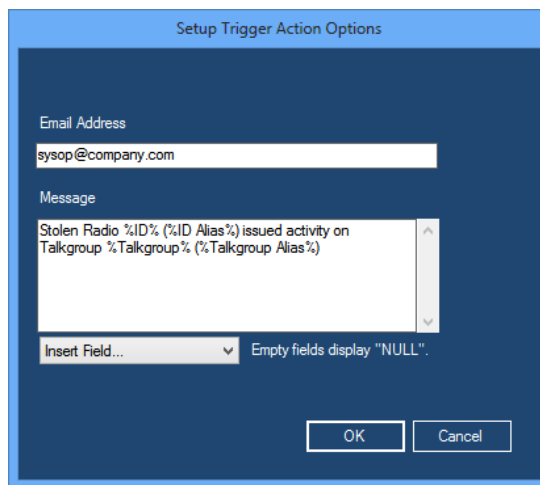 Setup Trigger Action Options
Email Address
sysop@company.com
Message
Stolen Radio %ID% (%ID Alias%) issued activity on
Talkgroup %Talkgroup% (%Talkgroup Alias%)
Insert Field... Empty fields display "NULL".
OK Cancel